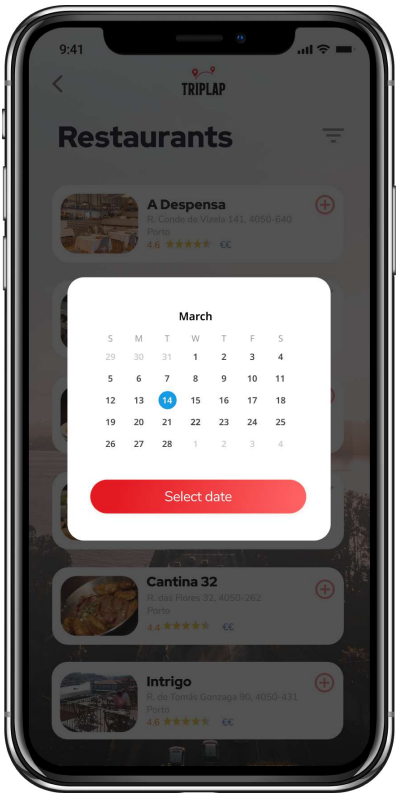 9:41
TRIPLAP
Restaurants
A Despensa
R. Conde de Vizela 141, 4050-640
Porto
4.6 €€
March
S M T W T F S
29 30 31 1 2 3 4
5 6 7 8 9 10 11
12 13 14 15 16 17 18
19 20 21 22 23 24 25
26 27 28 1 2 3 4
Select date
Cantina 32
R. das Flores 32, 4050-262
Porto
4.4 €€
Intrigo
R. de Tomás Gonzaga 90, 4050-431
Porto
4.6 €€